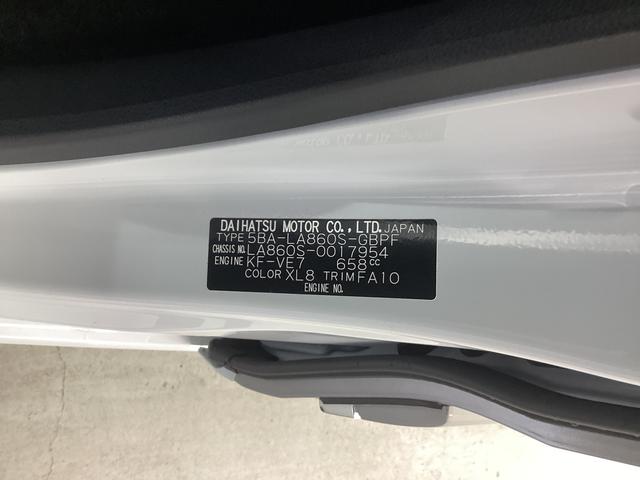 DAIHATSU MOTOR CO., LTD. JAPAN
TYPE 5BA-LA860S-GBPF
CHASSIS NO. LA860S-0017954
ENGINE KF-VE7 658cc
COLOR XL8 TRIM FA10
ENGINE NO.